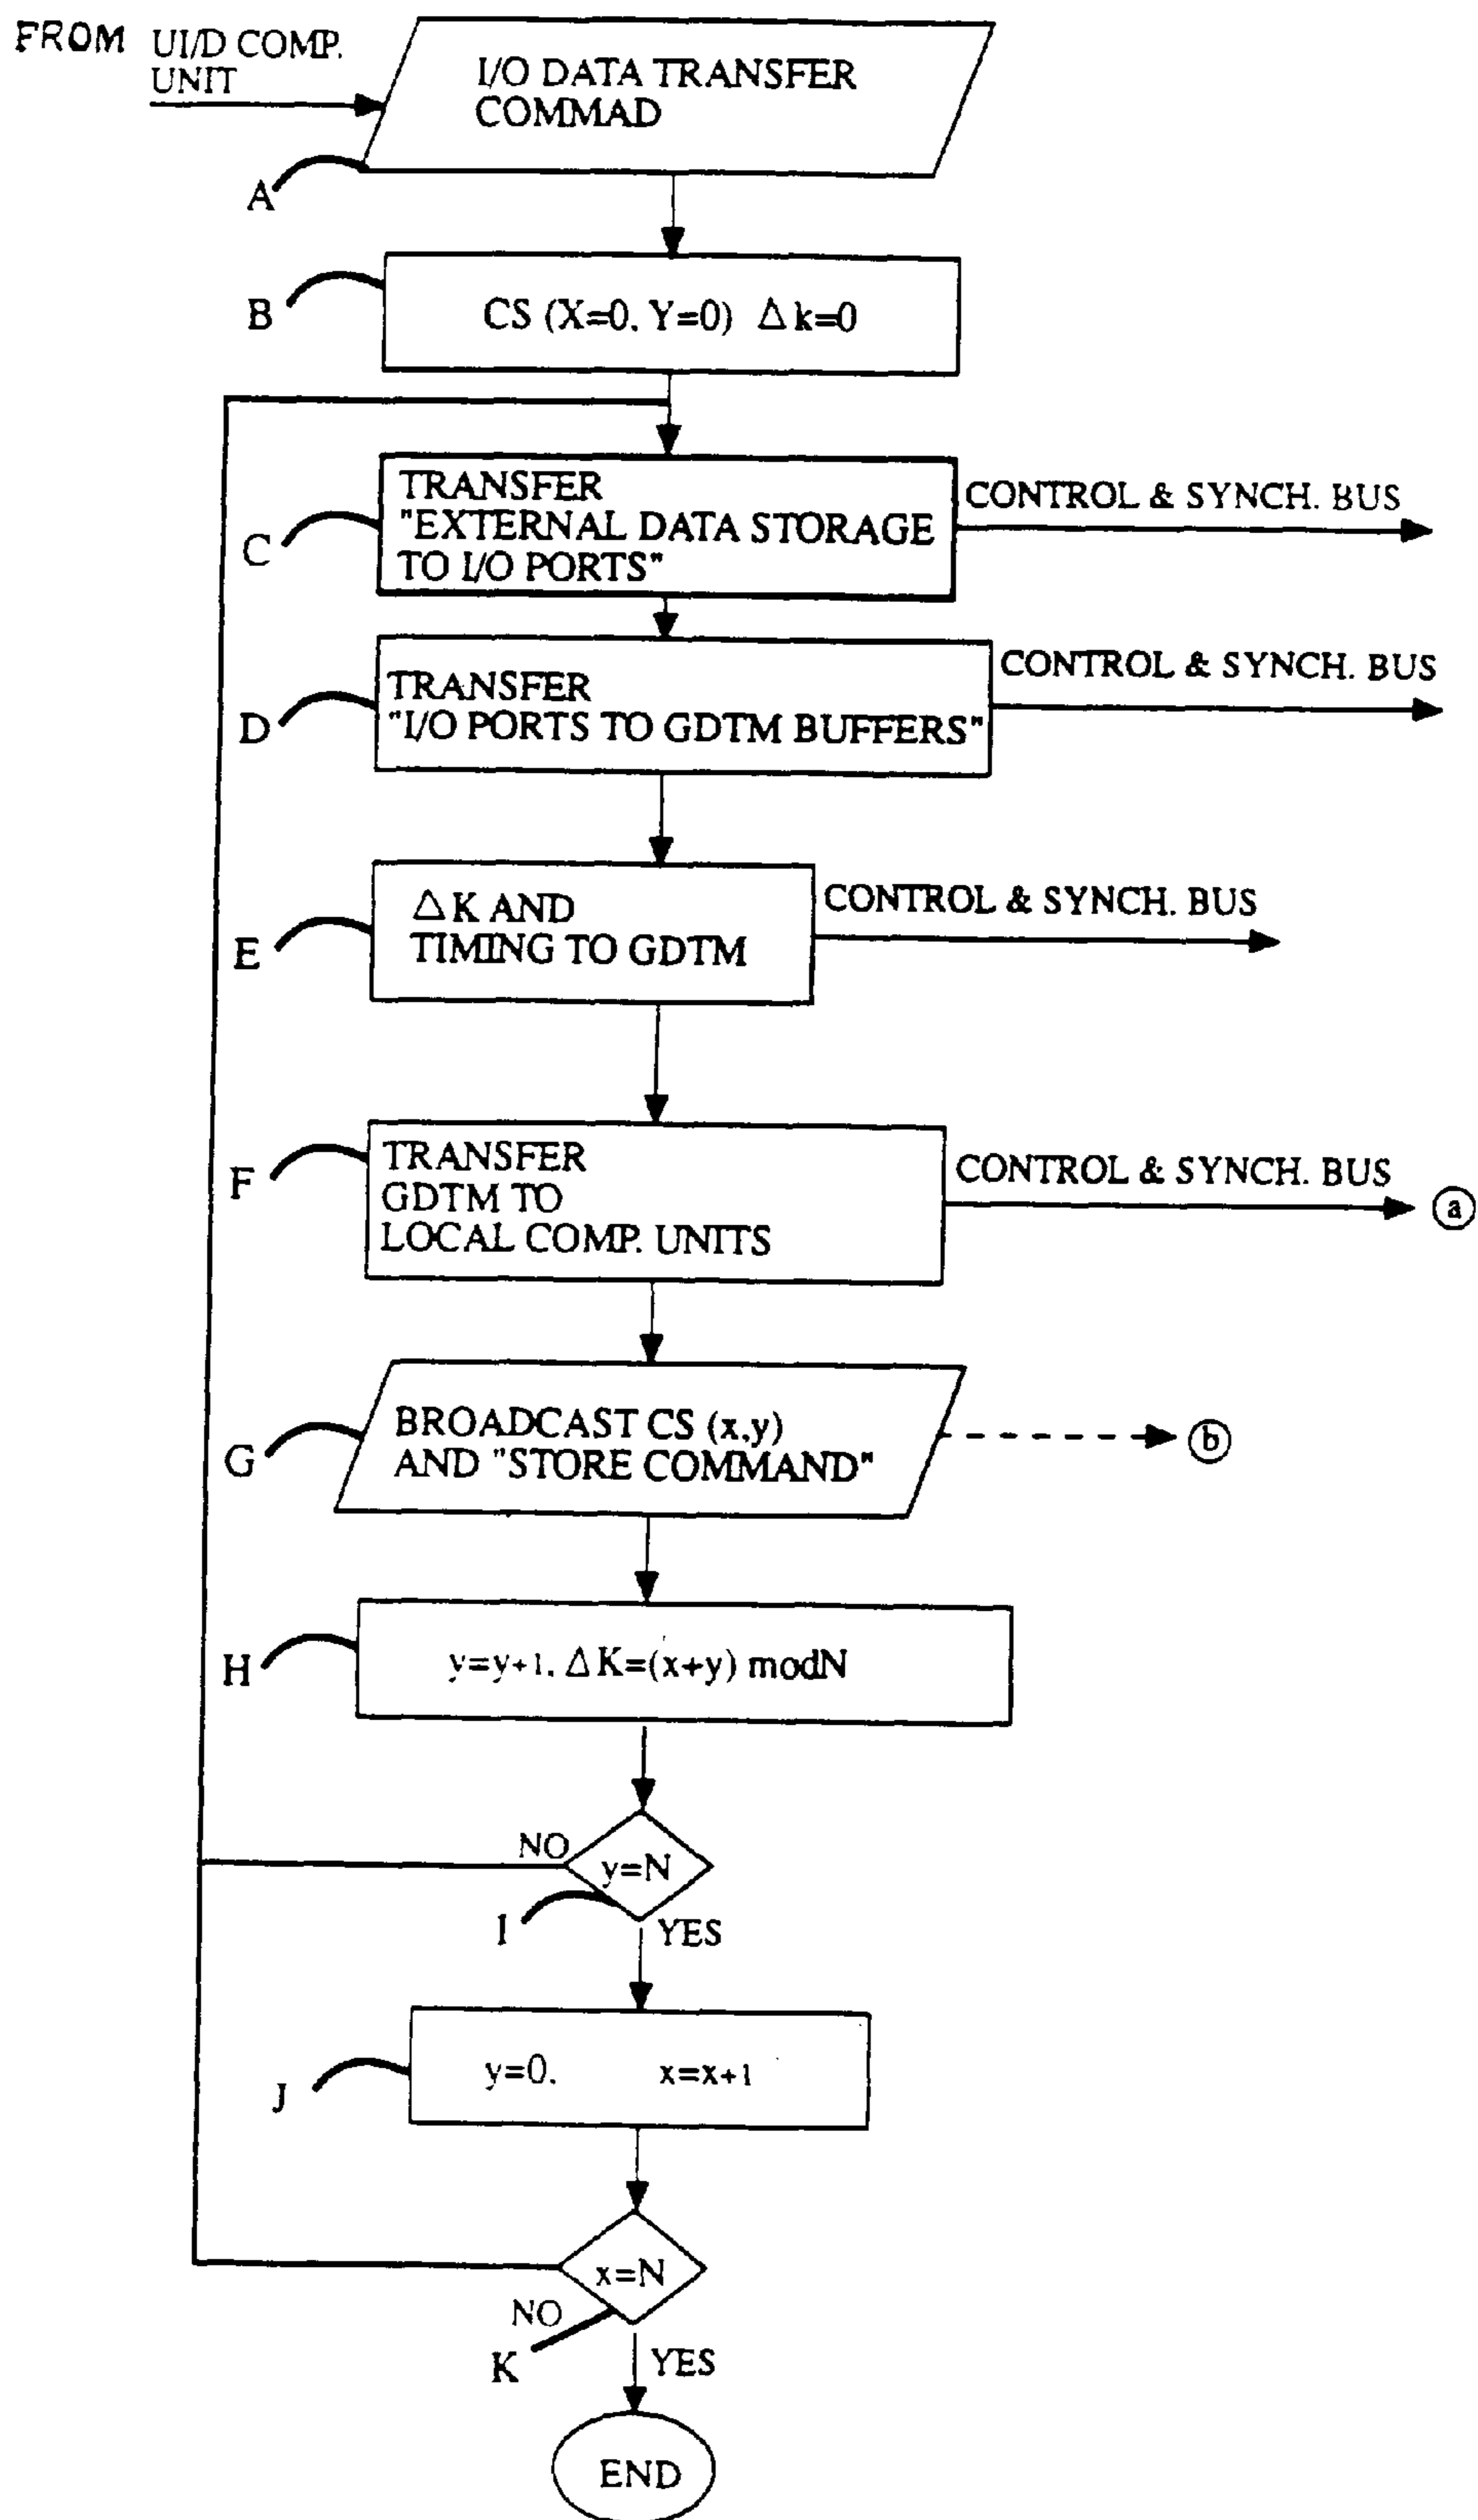 FROM UI/D COMP.
UNIT
I/O DATA TRANSFER
COMMAD
A
B
CS (X=0. Y=0) Δk=0
TRANSFER
"EXTERNAL DATA STORAGE
TO I/O PORTS"
CONTROL & SYNCH. BUS
C
TRANSFER
"I/O PORTS TO GDTM BUFFERS"
CONTROL & SYNCH. BUS
D
ΔK AND
TIMING TO GDTM
CONTROL & SYNCH. BUS
E
TRANSFER
GDTM TO
LOCAL COMP. UNITS
CONTROL & SYNCH. BUS
a
F
BROADCAST CS (x,y)
AND "STORE COMMAND"
b
G
H
y=y+1. ΔK=(x+y) modN
NO
y=N
I
YES
y=0. x=x+1
J
x=N
NO
K
YES
END